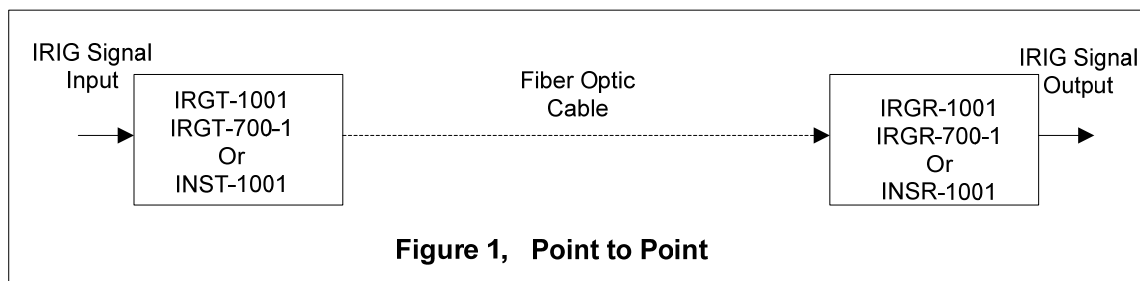 IRIG Signal
Input
IRGT-1001
IRGT-700-1
Or
INST-1001
Fiber Optic
Cable
IRGR-1001
IRGR-700-1
Or
INSR-1001
IRIG Signal
Output
Figure 1,   Point to Point